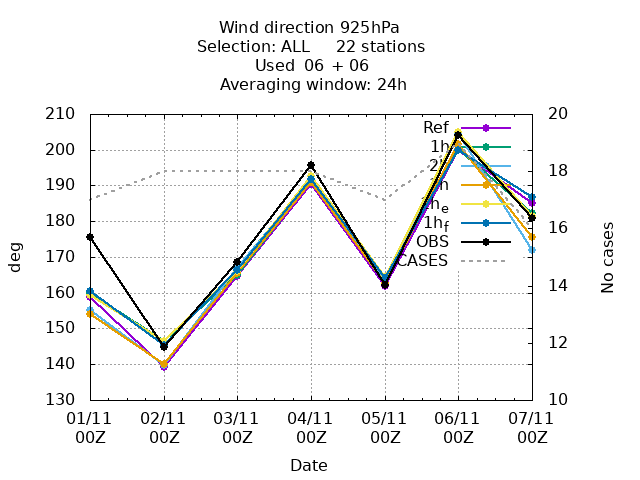 Wind direction 925hPa
Selection: ALL     22 stations
Used  06 + 06
Averaging window: 24h
210
200
190
180
170
160
150
140
130
deg
20
18
16
14
12
10
No cases
Ref
1h
OBS
CASES
1hf
01/11 00Z
02/11 00Z
03/11 00Z
04/11 00Z
05/11 00Z
06/11 00Z
07/11 00Z
Date